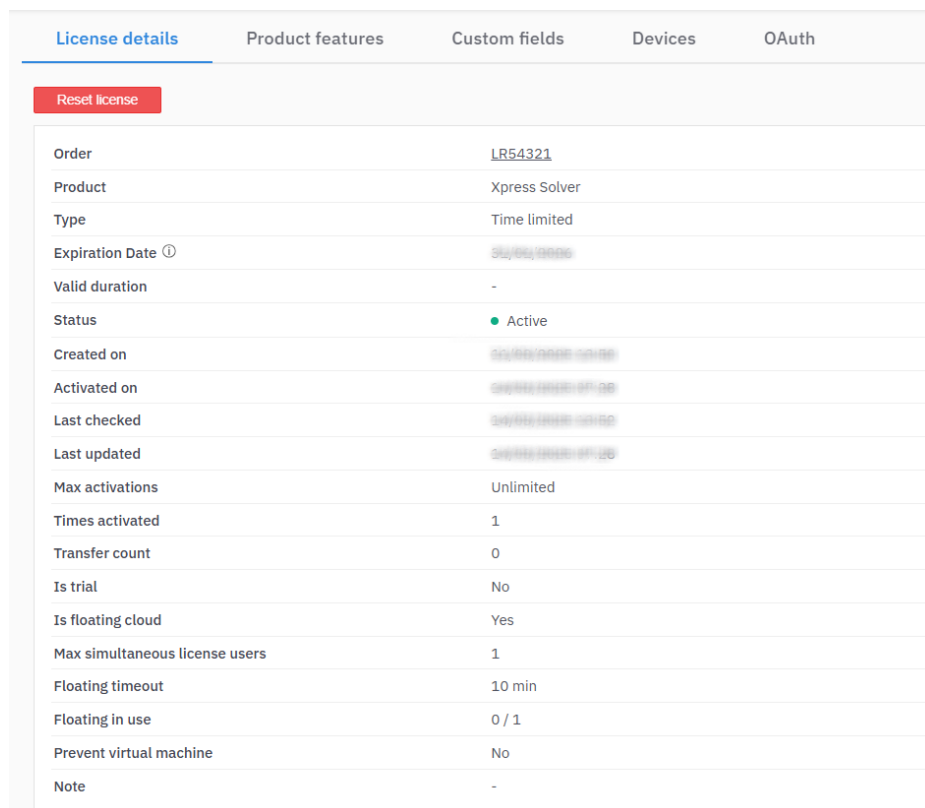 License details Product features Custom fields Devices OAuth
Reset license
Order LR54321
Product Xpress Solver
Type Time limited
Expiration Date ⓘ
Valid duration -
Status Active
Created on
Activated on
Last checked
Last updated
Max activations Unlimited
Times activated 1
Transfer count 0
Is trial No
Is floating cloud Yes
Max simultaneous license users 1
Floating timeout 10 min
Floating in use 0 / 1
Prevent virtual machine No
Note -